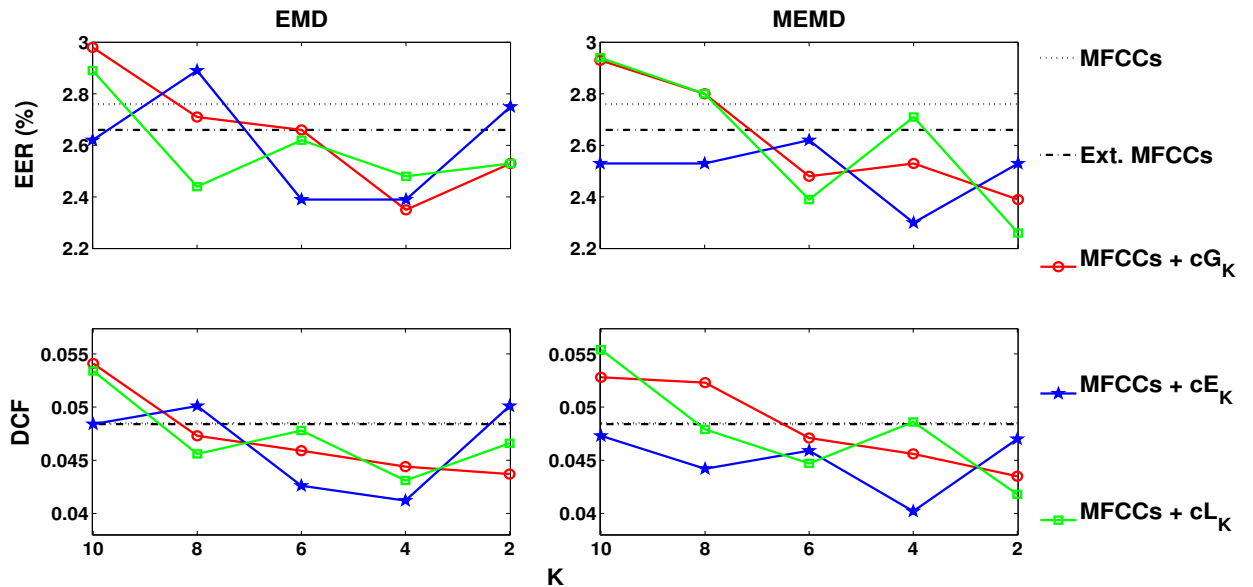 EMD
MEMD
EER (%)
3
2.8
2.6
2.4
2.2
3
2.8
2.6
2.4
2.2
DCF
0.055
0.05
0.045
0.04
10 8 6 4 2
0.055
0.05
0.045
0.04
10 8 6 4 2
K
MFCCs
Ext. MFCCs
MFCCs + cG_K
MFCCs + cE_K
MFCCs + cL_K